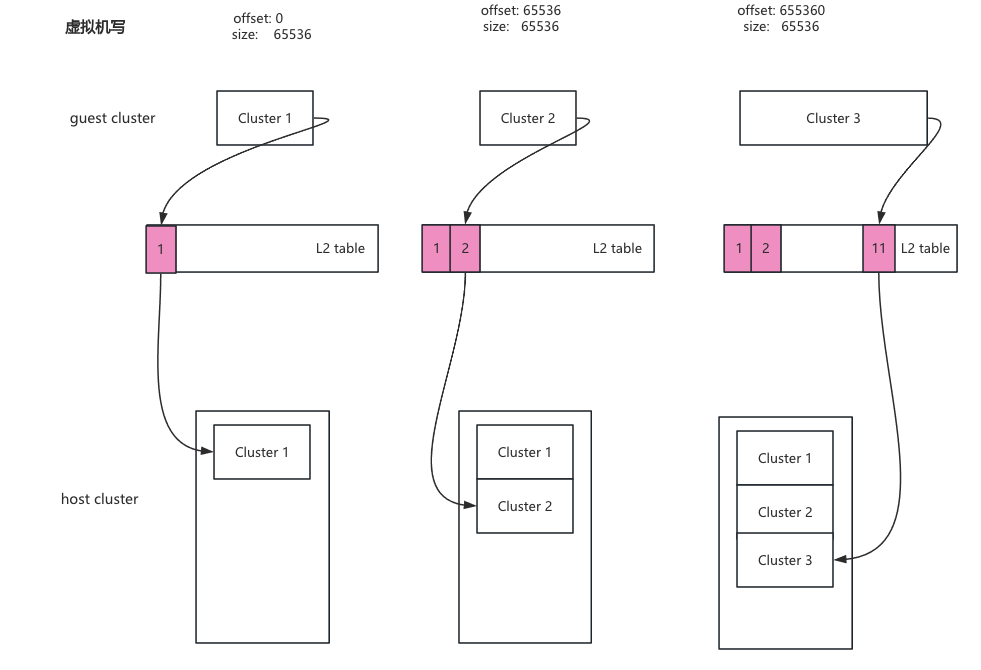 虚拟机写
offset: 0
size: 65536
offset: 65536
size: 65536
offset: 655360
size: 65536
guest cluster
Cluster 1
Cluster 2
Cluster 3
1
L2 table
1
2
L2 table
1
2
11
L2 table
host cluster
Cluster 1
Cluster 1
Cluster 2
Cluster 1
Cluster 2
Cluster 3